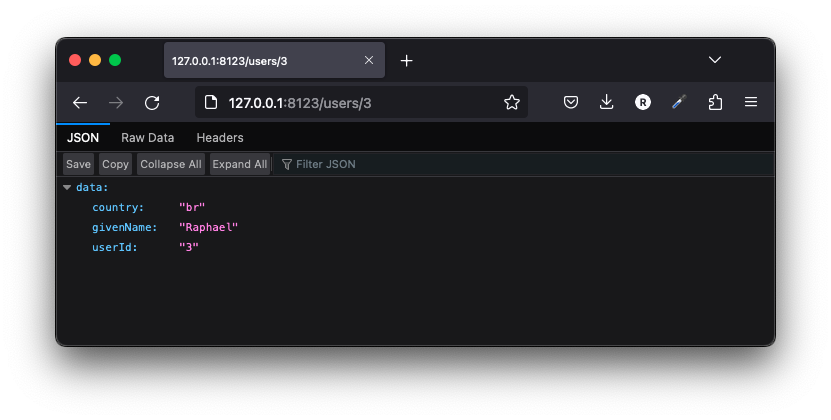 127.0.0.1:8123/users/3
127.0.0.1:8123/users/3
R
JSON Raw Data Headers
Save Copy Collapse All Expand All Filter JSON
data:
country: "br"
givenName: "Raphael"
userId: "3"